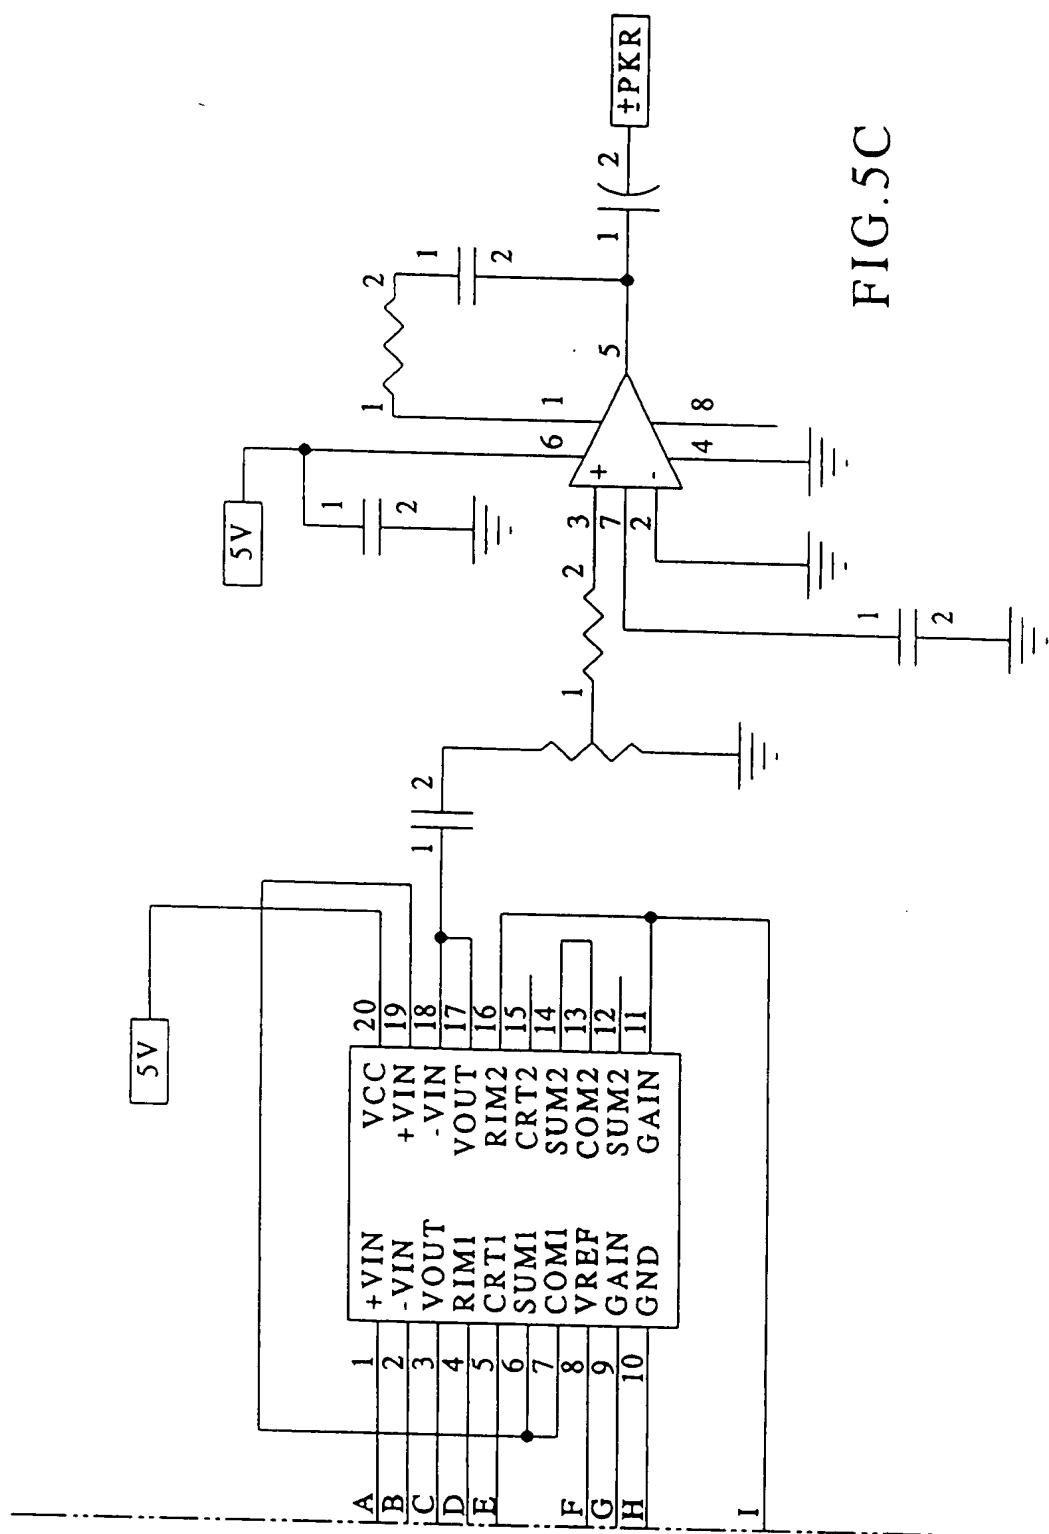 5V
5V
±PKR
1
2
1
2
1
2
1
2
6
1
5
3
+
7
2
-
4
8
1
2
1
2
1
2
A
B
C
D
E
F
G
H
I
1 +VIN
2 -VIN
3 VOUT
4 RIM1
5 CRT1
6 SUM1
7 COM1
8 VREF
9 GAIN
10 GND
VCC 20
+VIN 19
-VIN 18
VOUT 17
RIM2 16
CRT2 15
SUM2 14
COM2 13
SUM2 12
GAIN 11
FIG.5C